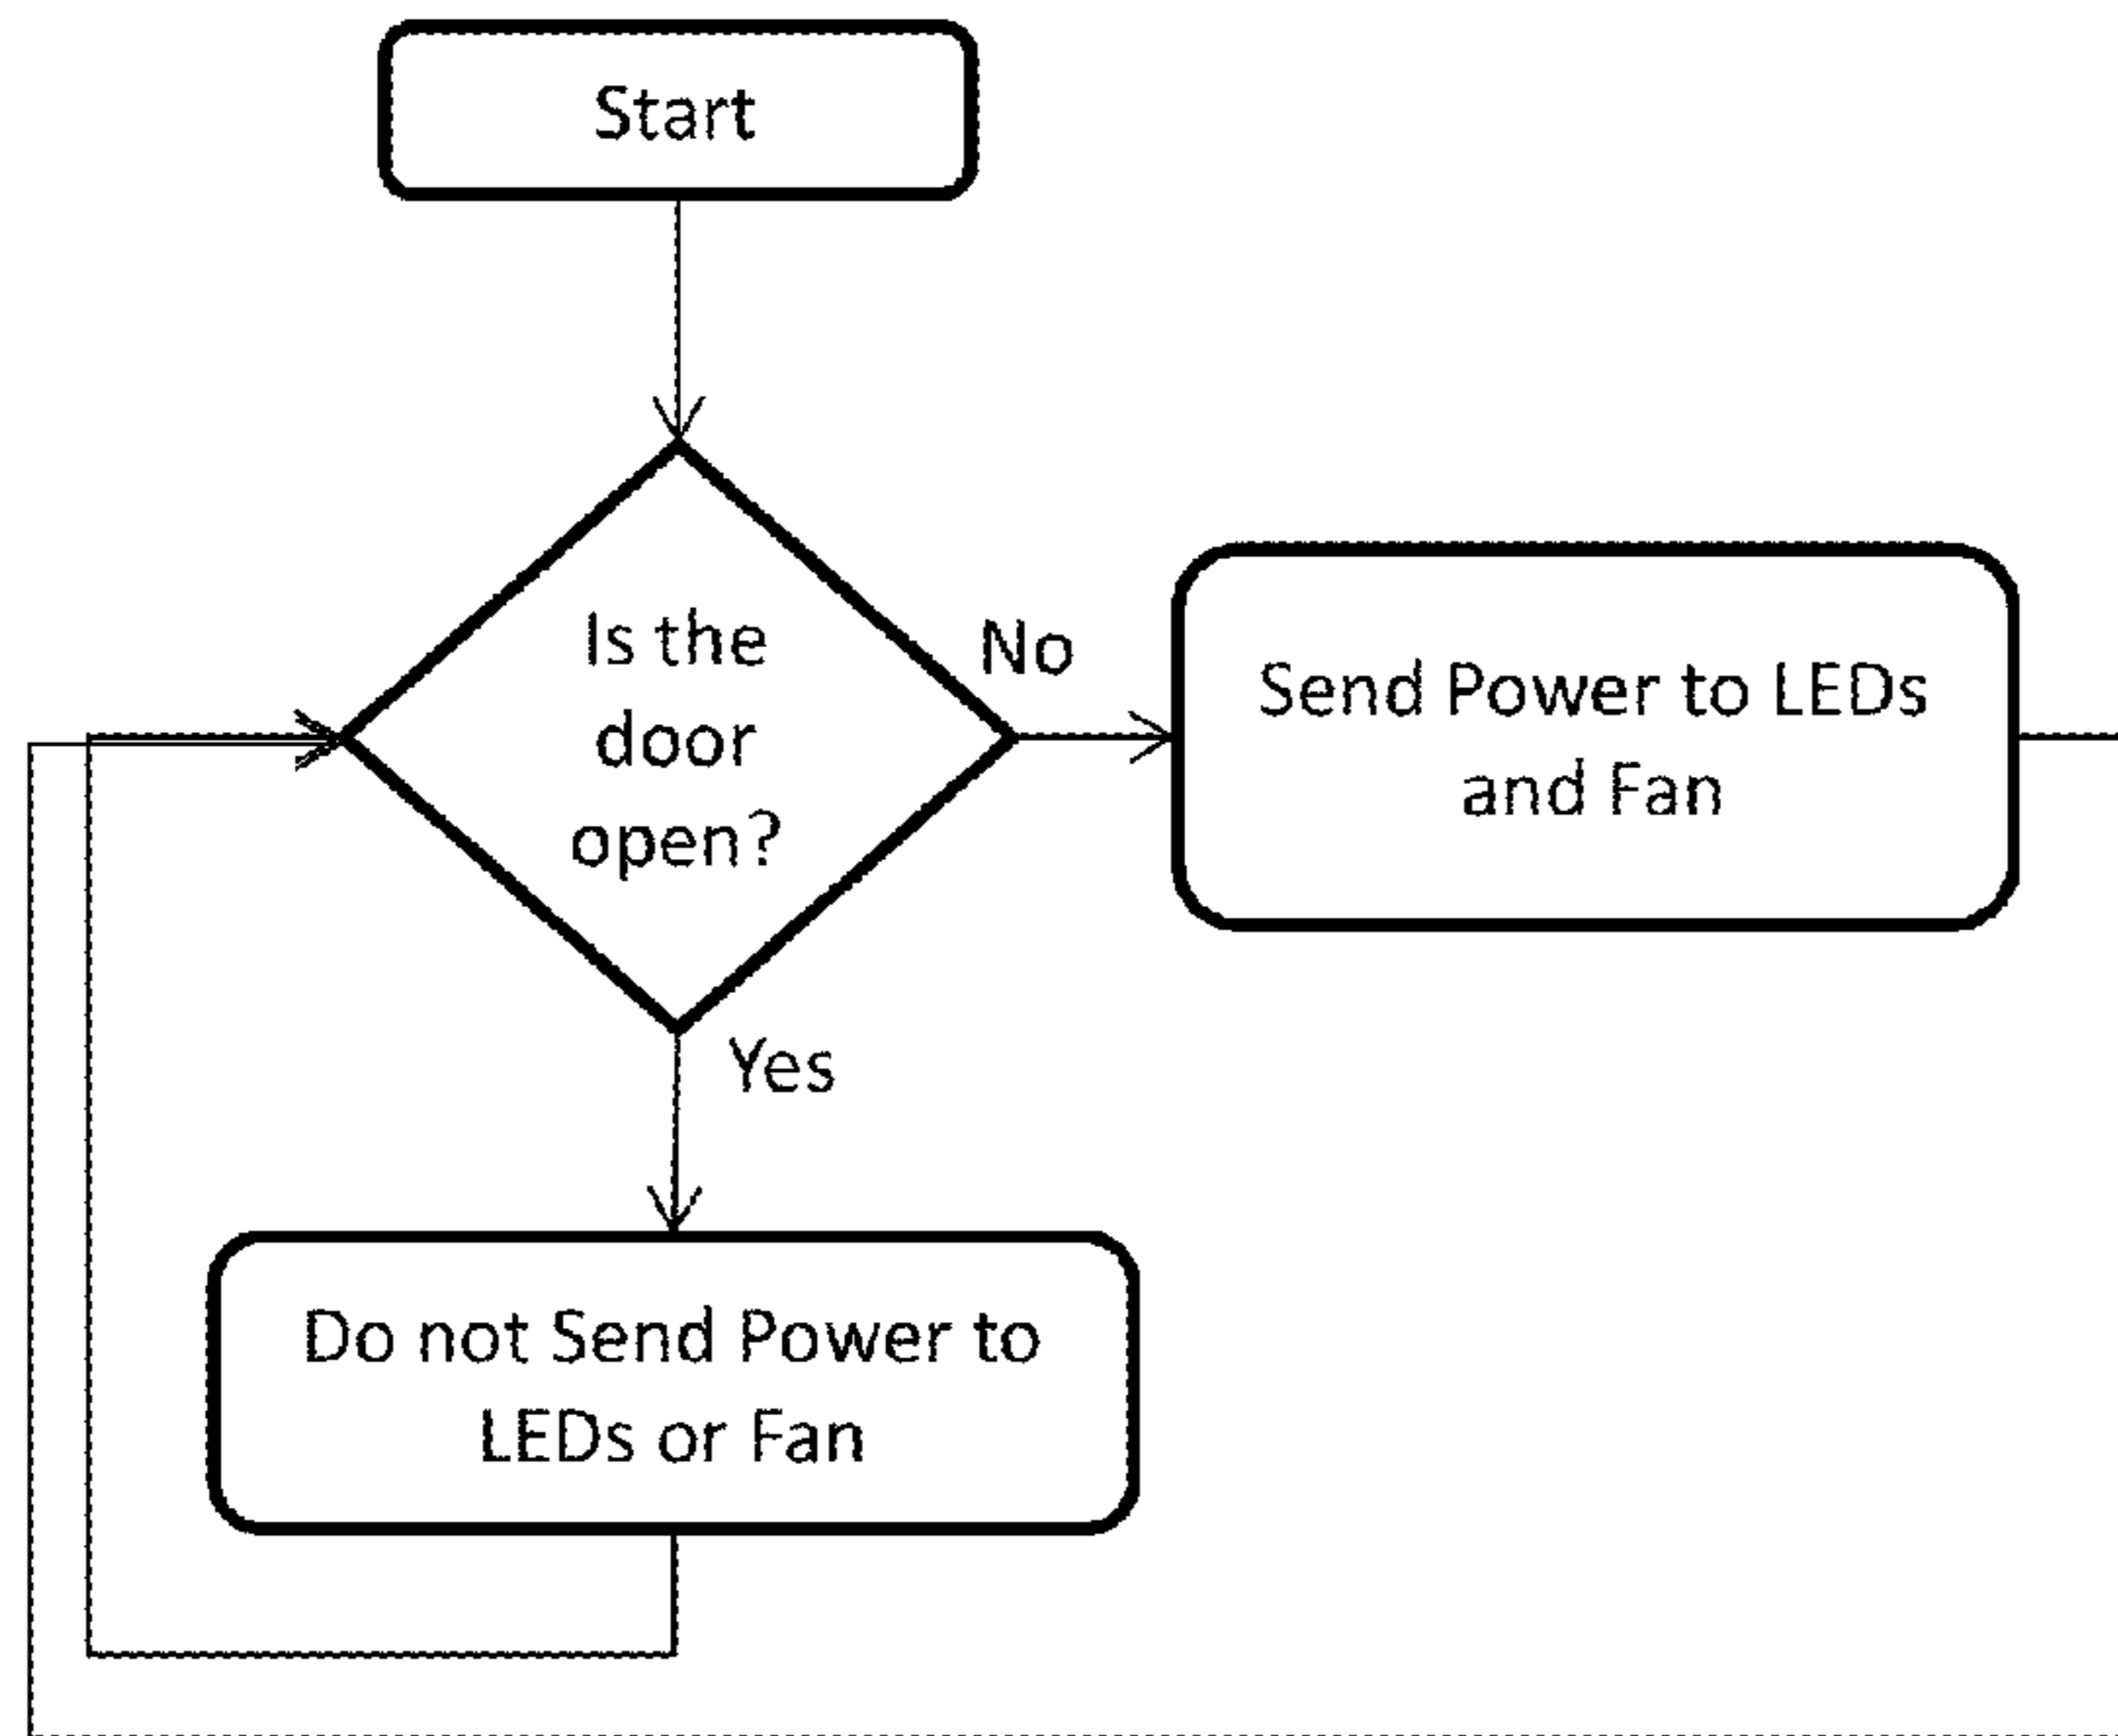 Start
Is the
door
open?
No
Send Power to LEDs
and Fan
Yes
Do not Send Power to
LEDs or Fan